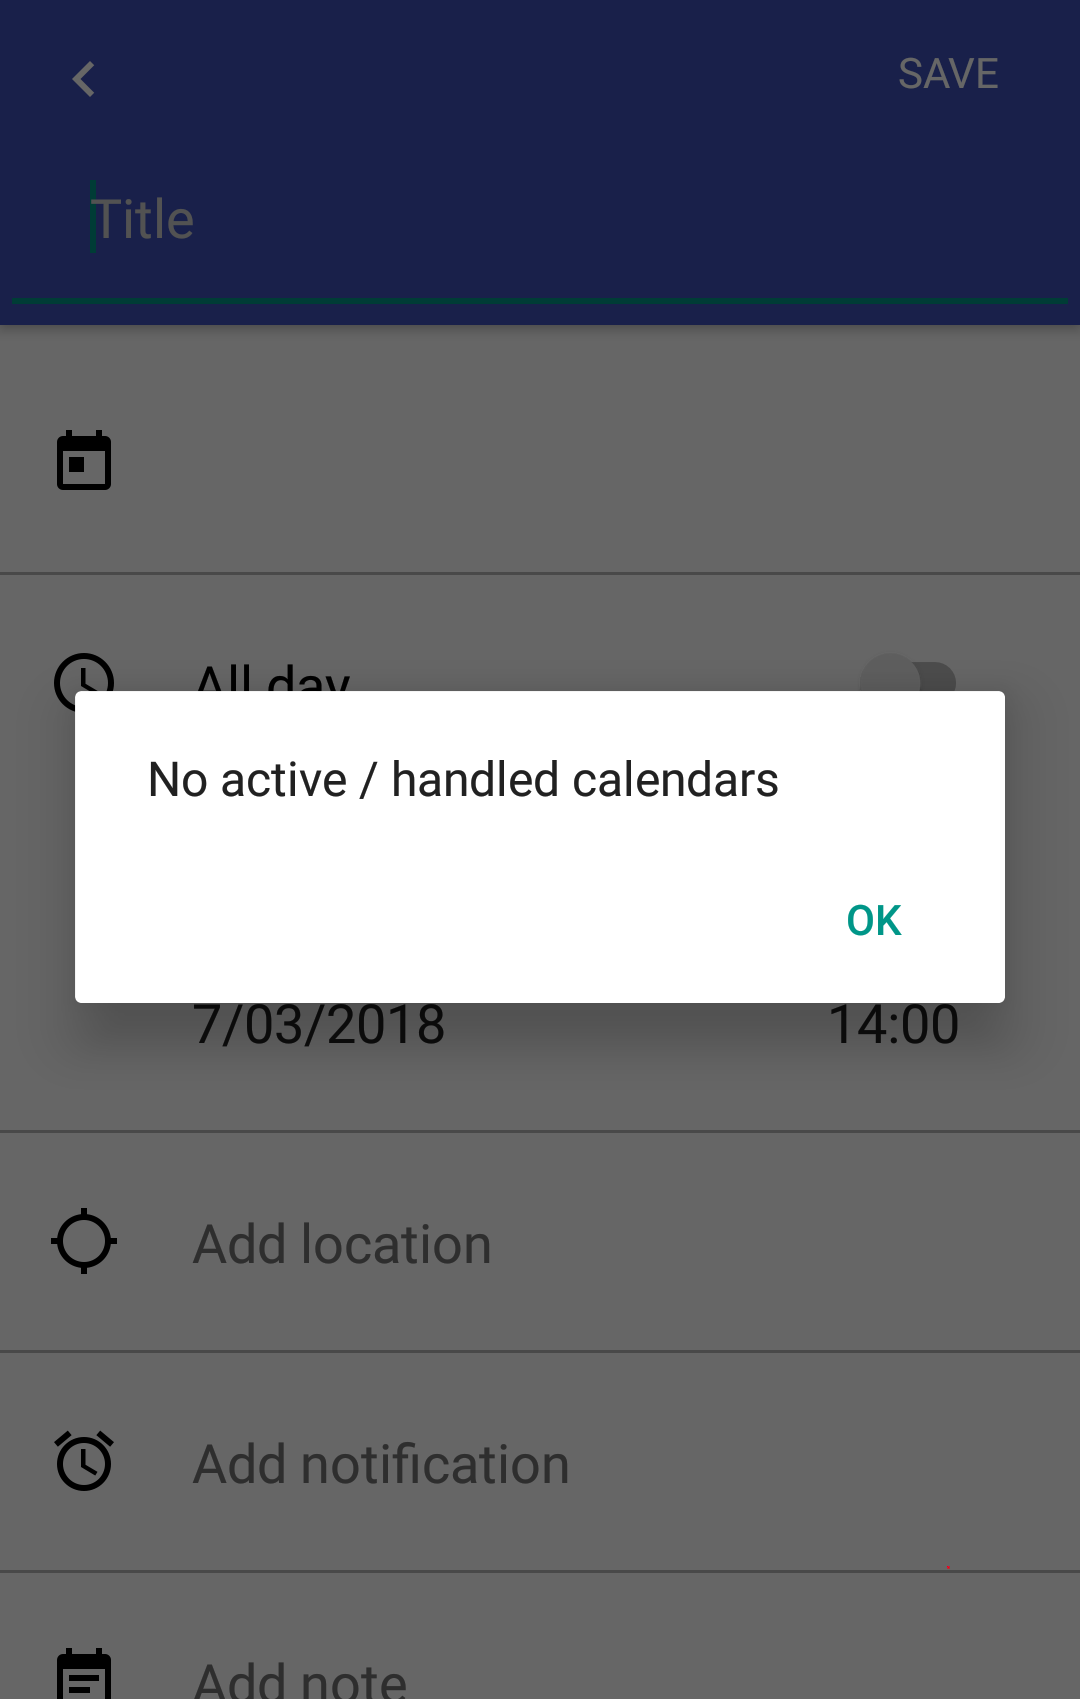 SAVE
Title
All day
No active / handled calendars
OK
7/03/2018 14:00
Add location
Add notification
Add note